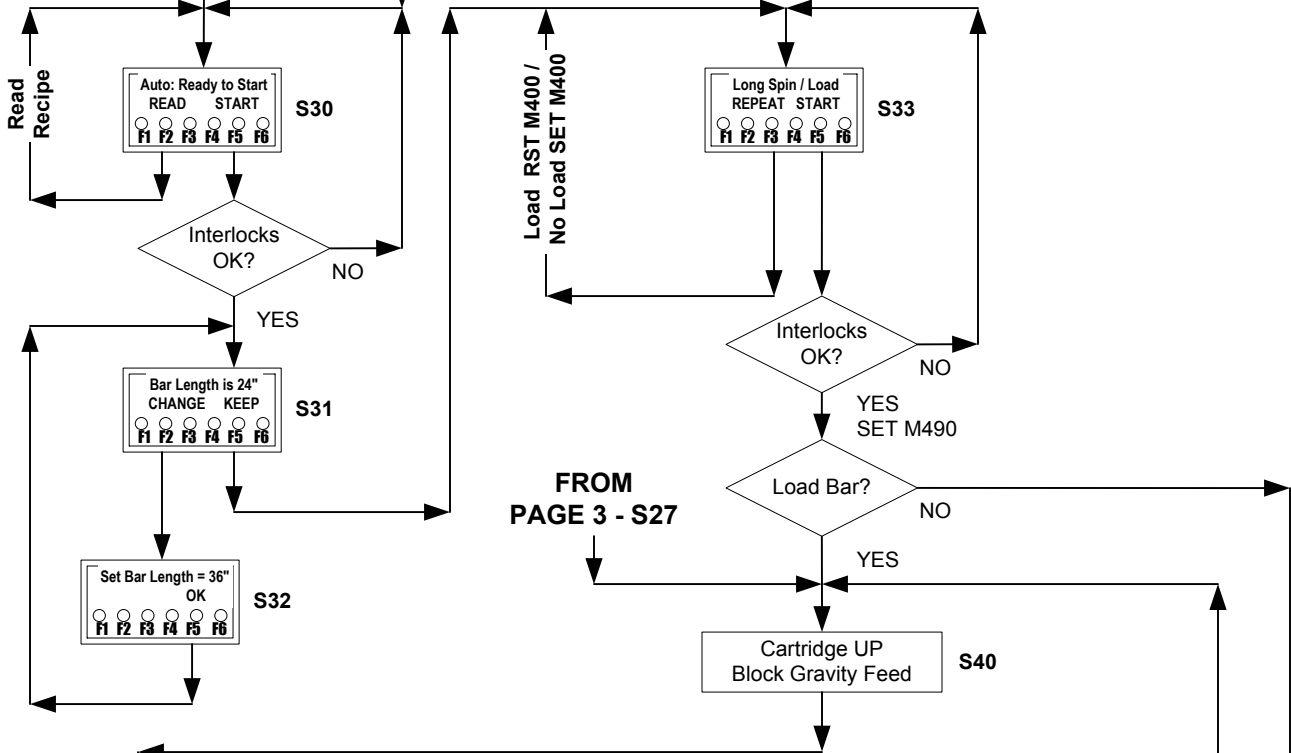 Read
Recipe
Auto: Ready to Start
READ START
F1 F2 F3 F4 F5 F6
S30
Interlocks
OK?
NO
YES
Bar Length is 24"
CHANGE KEEP
F1 F2 F3 F4 F5 F6
S31
Set Bar Length = 36"
OK
F1 F2 F3 F4 F5 F6
S32
Load RST M400 /
No Load SET M400
Long Spin / Load
REPEAT START
F1 F2 F3 F4 F5 F6
S33
Interlocks
OK?
NO
YES
SET M490
Load Bar?
NO
YES
FROM
PAGE 3 - S27
Cartridge UP
Block Gravity Feed
S40